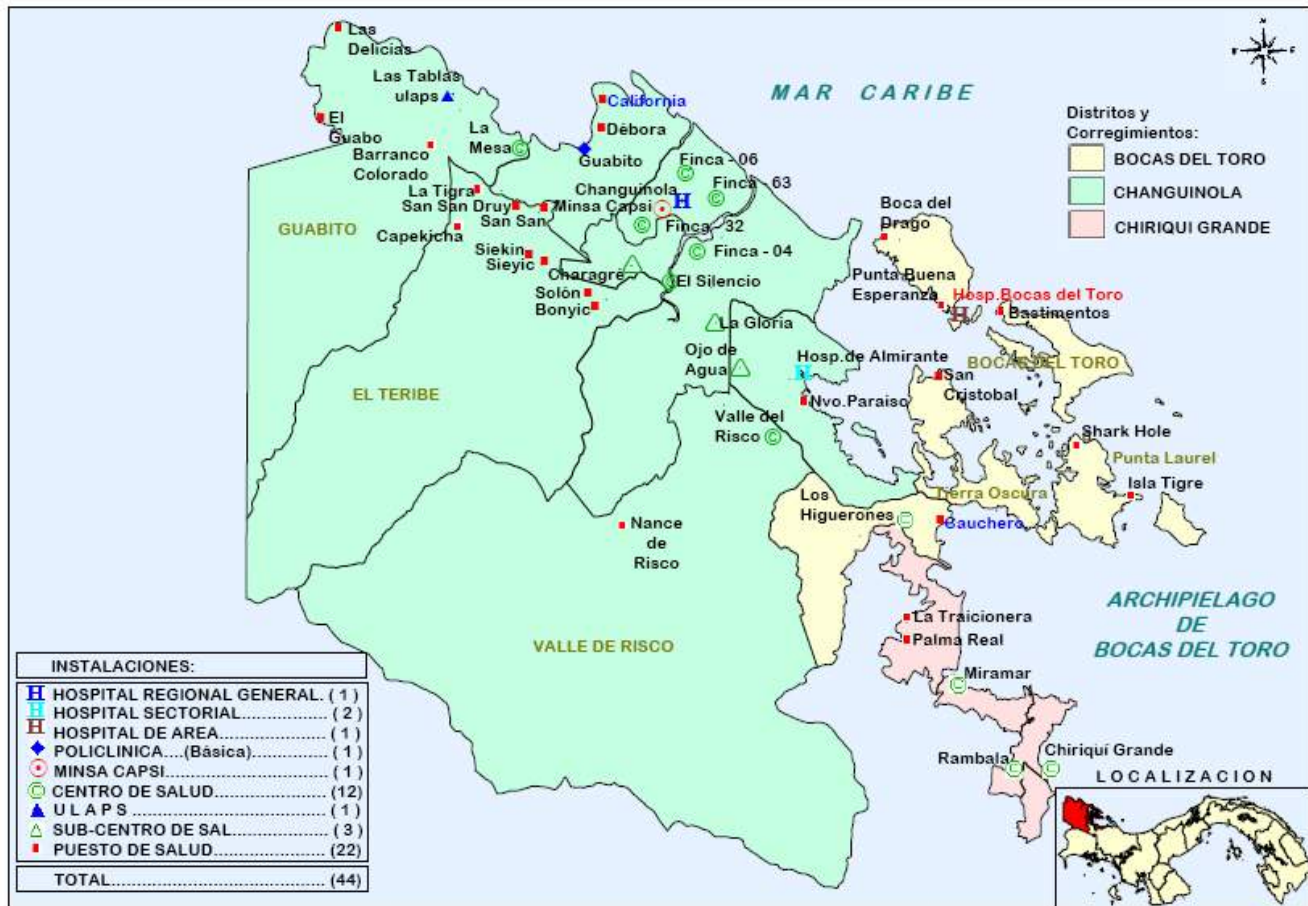 N
W
E
S
Las
Delicias
Las Tablas
ulaps
El
Guabo
Barranco
Colorado
La
Mesa
California
Débora
Guabito
MAR CARIBE
Distritos y
Corregimientos:
BOCAS DEL TORO
CHANGUINOLA
CHIRIQUI GRANDE
Finca - 06
Finca - 63
Changuinola
H
La Tigra
San San Druy
San San
Minsa Capsi
Finca - 32
Capekicha
GUABITO
Siekin
Sieyic
Charagre
Finca - 04
El Silencio
Solón
Bonyic
Boca del
Drago
Punta Buena
Esperanza
Hosp.Bocas del Toro
H
Bastimentos
BOCAS DEL TORO
La Gloria
Ojo de
Agua
Hosp.de Almirante
H
Nvo.Paraiso
San
Cristobal
EL TERIBE
Valle del
Risco
Shark Hole
Punta Laurel
Isla Tigre
Tierra Oscura
Los
Higuerones
Cauchero
Nance
de
Risco
VALLE DE RISCO
La Traicionera
Palma Real
Miramar
Rambala
Chiriquí Grande
ARCHIPIELAGO
DE
BOCAS DEL TORO
INSTALACIONES:
H HOSPITAL REGIONAL GENERAL. ( 1 )
H HOSPITAL SECTORIAL.................. ( 2 )
H HOSPITAL DE AREA...................... ( 1 )
POLICLINICA....(Básica)................ ( 1 )
MINSA CAPSI................................. ( 1 )
© CENTRO DE SALUD...................... (12)
U L A P S ........................................ ( 1 )
SUB-CENTRO DE SAL.................. ( 3 )
PUESTO DE SALUD....................... (22)
TOTAL............................................ (44)
LOCALIZACION